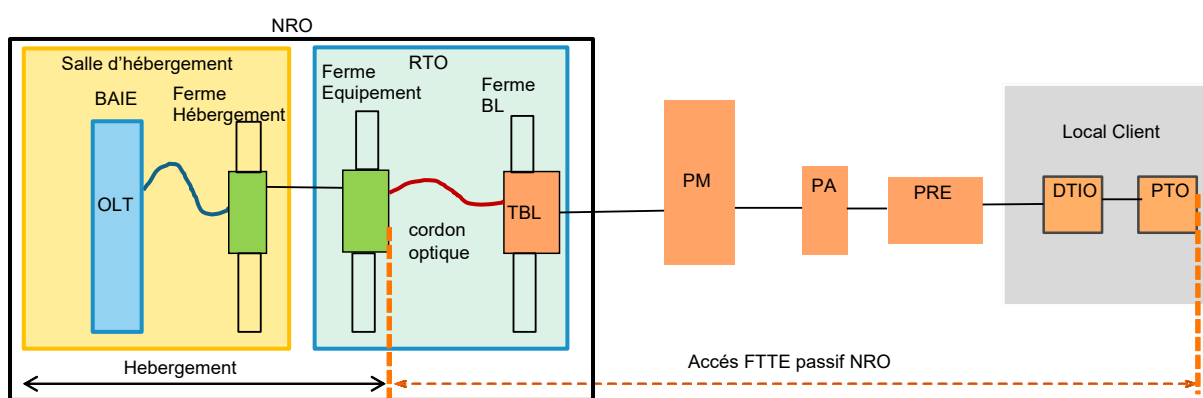 NRO
Salle d’hébergement
BAIE
Ferme
Hébergement
OLT
RTO
Ferme
Equipement
Ferme
BL
TBL
cordon
optique
PM
PA
PRE
Local Client
DTIO
PTO
Hebergement
Accés FTTE passif NRO